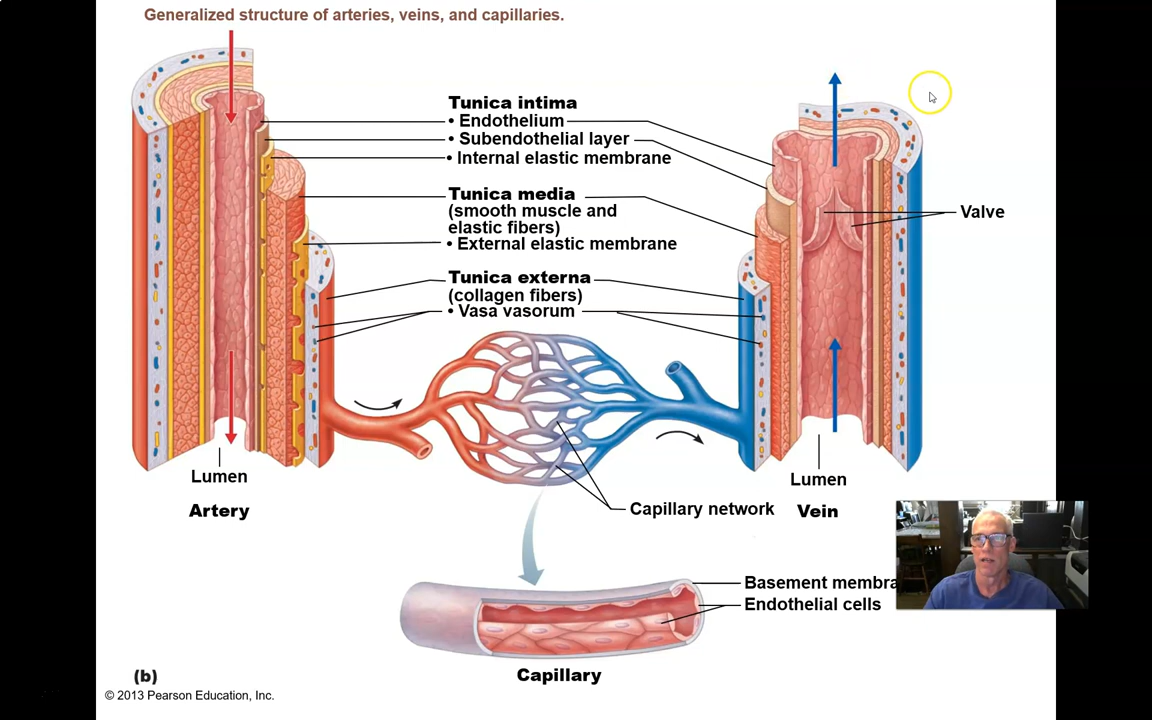 Generalized structure of arteries, veins, and capillaries.
Tunica intima
• Endothelium
• Subendothelial layer
• Internal elastic membrane
Tunica media
(smooth muscle and
elastic fibers)
• External elastic membrane
Tunica externa
(collagen fibers)
• Vasa vasorum
Valve
Lumen
Artery
Lumen
Vein
Capillary network
Basement membra
Endothelial cells
Capillary
(b)
© 2013 Pearson Education, Inc.